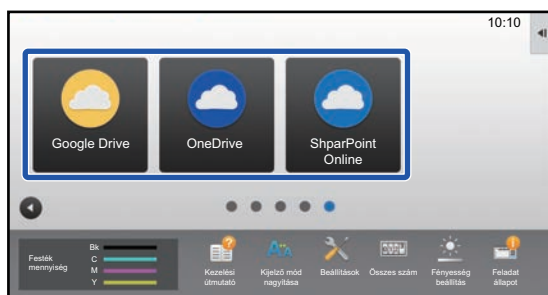 10:10
Google Drive
OneDrive
ShparPoint
Online
Festék
mennyiség
Bk
C
M
Y
Kezelési
útmutató
Kijelző mód
nagyítása
Beállítások
Összes szám
Fényesség
beállítás
Feladat
állapot